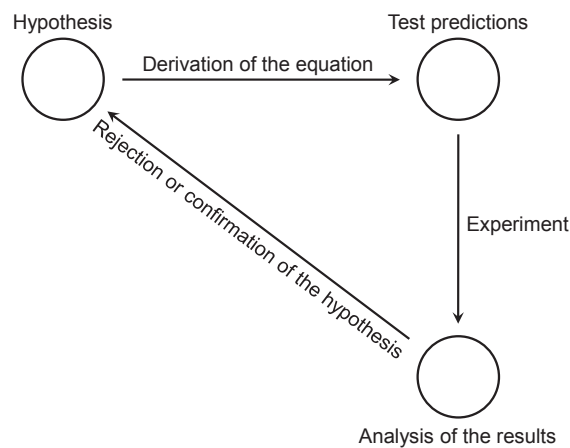 Hypothesis
Test predictions
Derivation of the equation
Rejection or confirmation of the hypothesis
Experiment
Analysis of the results